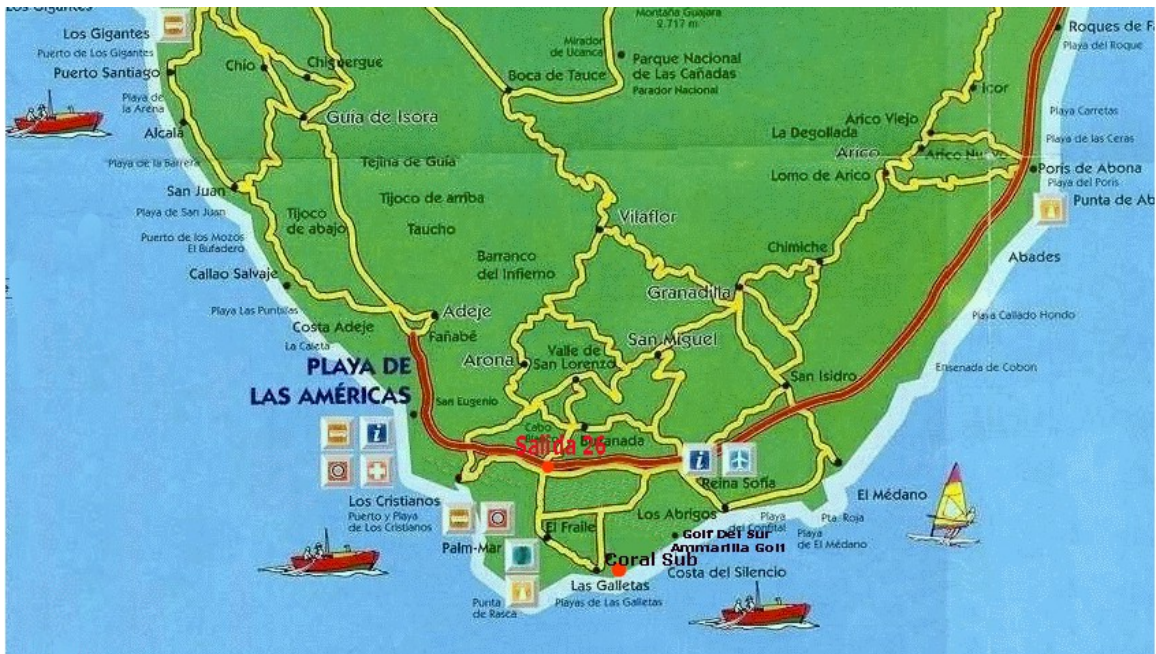 Los Gigantes
Puerto de Los Gigantes
Puerto Santiago
Playa de
la Arena
Alcalá
Playa de la Barrera
San Juan
Playa de San Juan
Puerto de los Mozos
El Bufadero
Callao Salvaje
Playa Las Puntillas
Costa Adeje
La Caleta
PLAYA DE
LAS AMÉRICAS
Chío
Guía de Isora
Tejina de Guía
Tijoco de arriba
Tijoco
de abajo
Taucho
Barranco
del Infierno
Adeje
Fañabé
San Eugenio
Montaña Guajara
2.717 m
Mirador
de Ucanca
Parque Nacional
de Las Cañadas
Parador Nacional
Boca de Tauce
Vilaflor
Arona
Valle de
San Lorenzo
San Miguel
Granadilla
Chimiche
San Isidro
Cabo
Salida 26
Roques de
Playa del Roque
Icor
Playa Carretas
Arico Viejo
La Degollada
Playa de las Ceras
Arico
Arico Nuevo
Lomo de Arico
Porís de Abona
Playa del Porís
Punta de Ab
Abades
Playa Callado Hondo
Ensenada de Cobon
Reina Sofía
Los Cristianos
Puerto y Playa
de Los Cristianos
Palm-Mar
El Fraile
Los Abrigos
Playa
del Confital
Pta. Roja
El Médano
Playa
de El Médano
Golf Del Sur
Ammarilla Golf
Coral Sub
Costa del Silencio
Las Galletas
Playas de Las Galletas
Punta
de Rasca